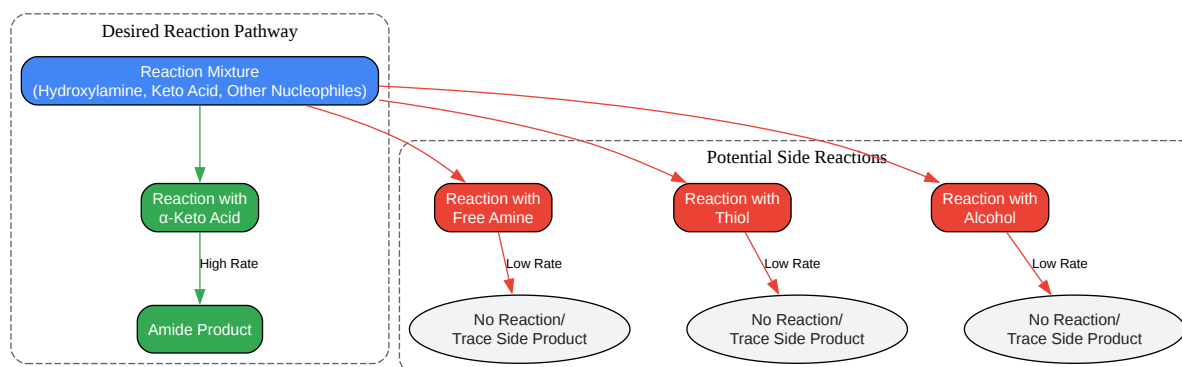 Desired Reaction Pathway
Reaction Mixture
(Hydroxylamine, Keto Acid, Other Nucleophiles)
Potential Side Reactions
Reaction with
α-Keto Acid
Reaction with
Free Amine
Reaction with
Thiol
Reaction with
Alcohol
High Rate
Low Rate
Low Rate
Low Rate
Amide Product
No Reaction/
Trace Side Product
No Reaction/
Trace Side Product
No Reaction/
Trace Side Product